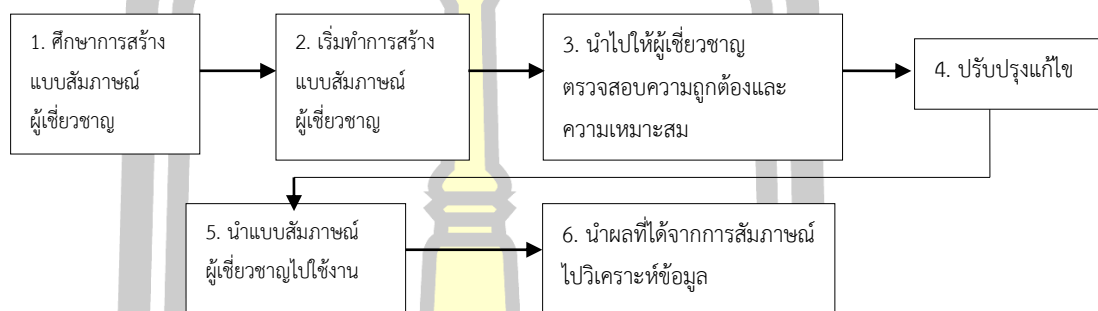 1. ศึกษาการสร้าง
แบบสัมภาษณ์
ผู้เชี่ยวชาญ
2. เริ่มทำการสร้าง
แบบสัมภาษณ์
ผู้เชี่ยวชาญ
3. นำไปให้ผู้เชี่ยวชาญ
ตรวจสอบความถูกต้องและ
ความเหมาะสม
4. ปรับปรุงแก้ไข
5. นำแบบสัมภาษณ์
ผู้เชี่ยวชาญไปใช้งาน
6. นำผลที่ได้จากการสัมภาษณ์
ไปวิเคราะห์ข้อมูล